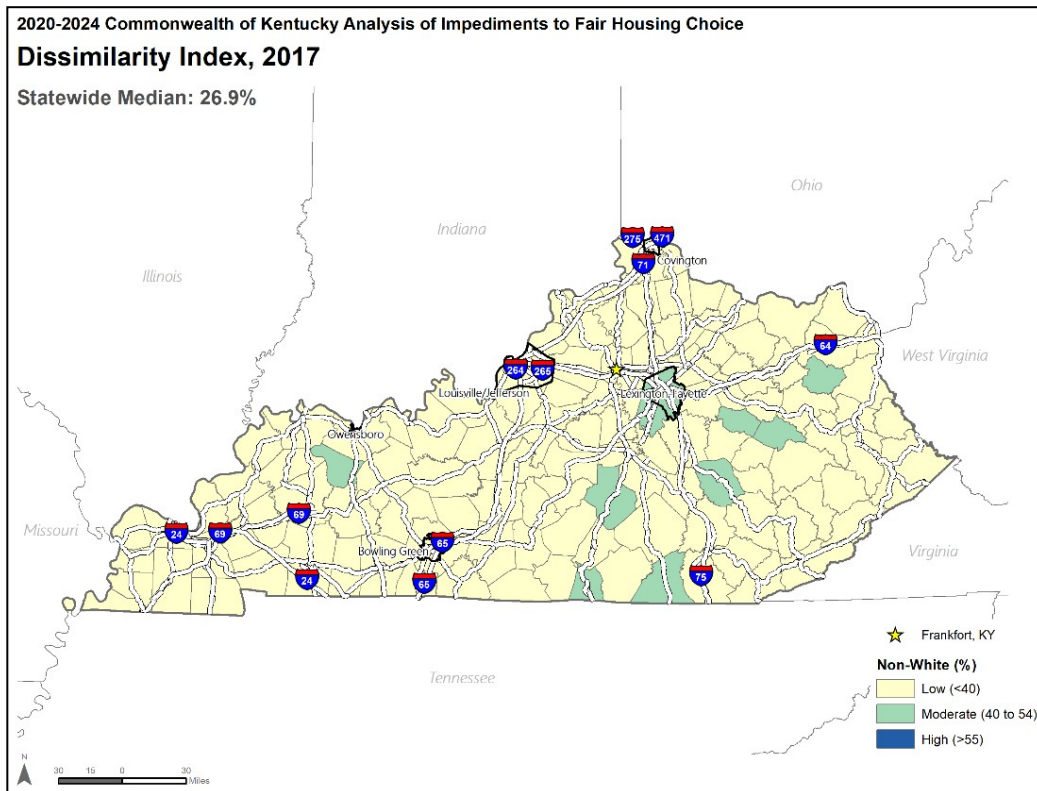 2020-2024 Commonwealth of Kentucky Analysis of Impediments to Fair Housing Choice
Dissimilarity Index, 2017
Statewide Median: 26.9%
Ohio
Indiana
275
471
71
Covington
Illinois
64
West Virginia
264
265
Louisville/Jefferson
Lexington-Fayette
Owensboro
69
Missouri
24
69
65
Bowling Green
Virginia
24
65
75
Frankfort, KY
Tennessee
Non-White (%)
Low (<40)
Moderate (40 to 54)
High (>55)
N
30 15 0 30
Miles